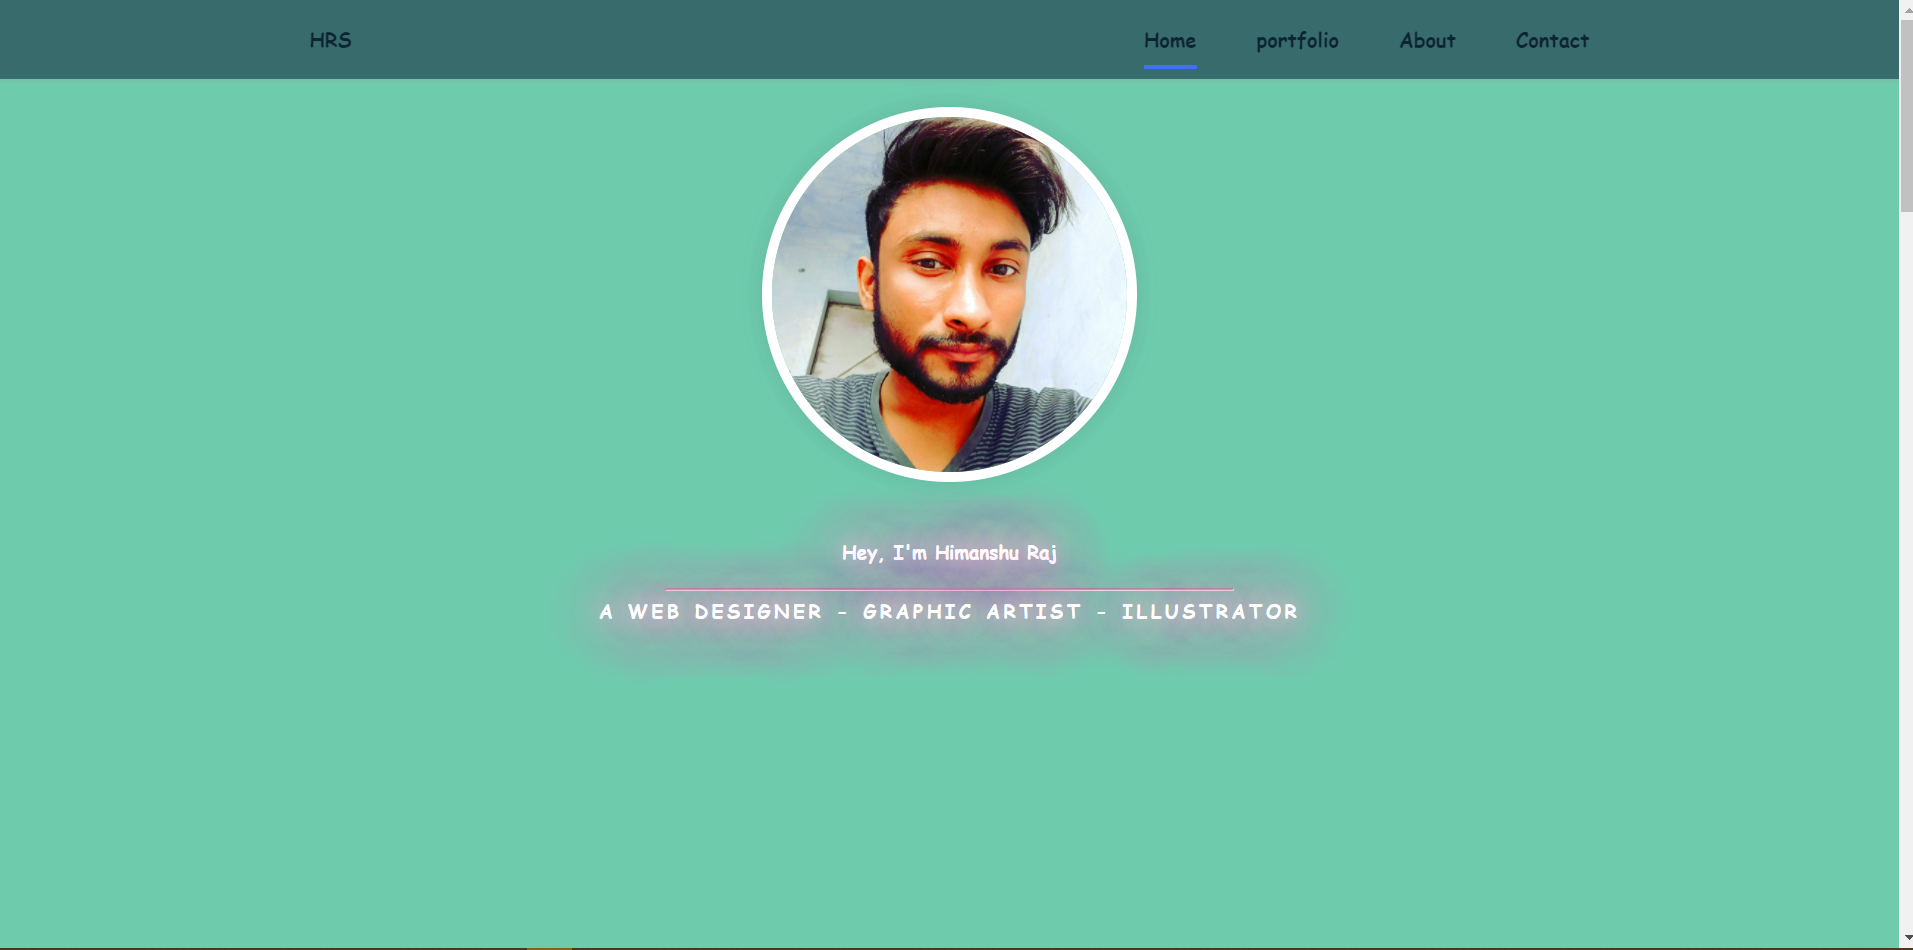 HRS
Home portfolio About Contact
Hey, I'm Himanshu Raj
A WEB DESIGNER - GRAPHIC ARTIST - ILLUSTRATOR